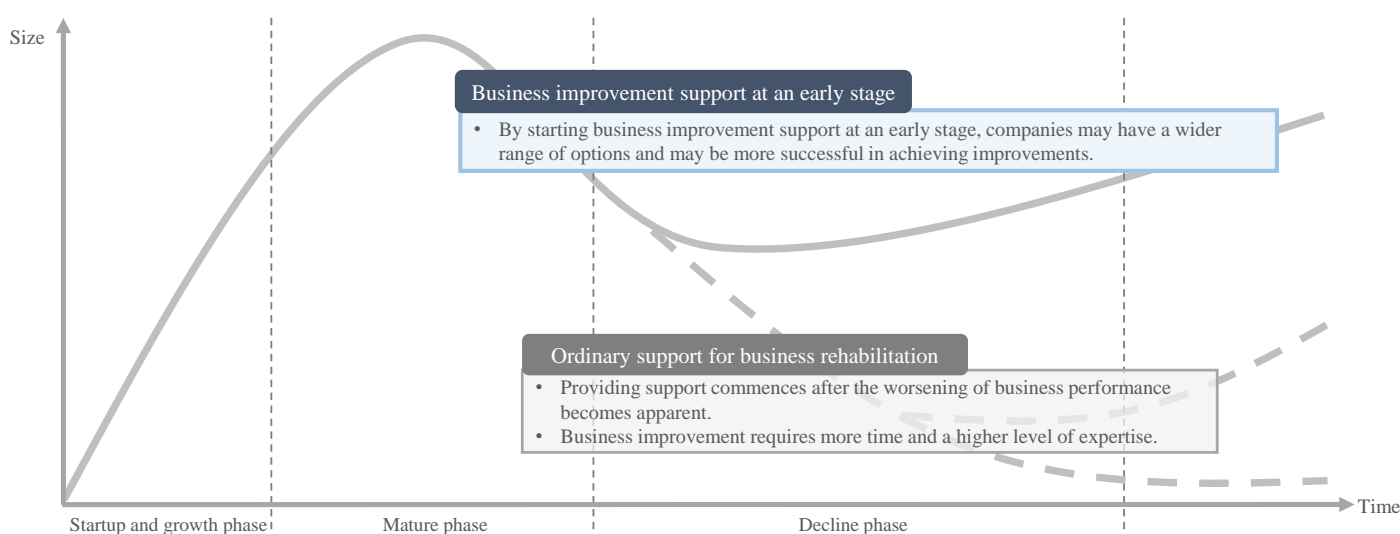 Size
Business improvement support at an early stage
• By starting business improvement support at an early stage, companies may have a wider
range of options and may be more successful in achieving improvements.
Ordinary support for business rehabilitation
• Providing support commences after the worsening of business performance
becomes apparent.
• Business improvement requires more time and a higher level of expertise.
Time
Startup and growth phase
Mature phase
Decline phase